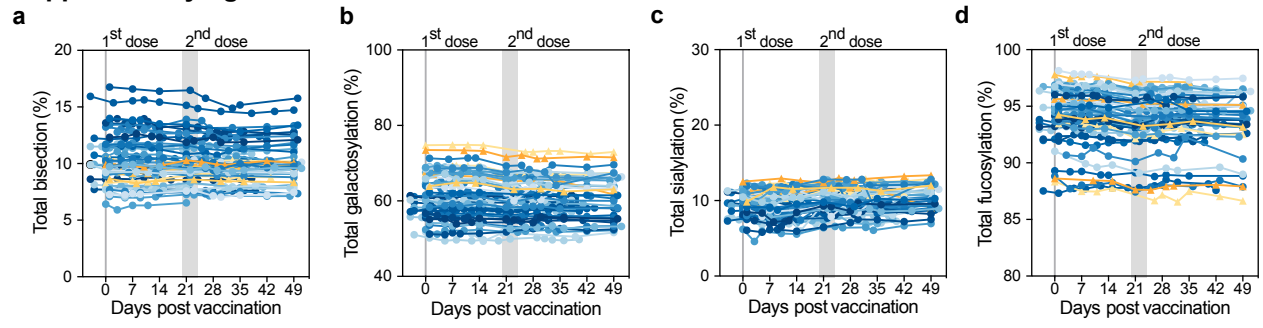 a
1st dose 2nd dose
Total bisection (%)
20
15
10
5
0
0 7 14 21 28 35 42 49
Days post vaccination
b
1st dose 2nd dose
Total galactosylation (%)
100
80
60
40
0 7 14 21 28 35 42 49
Days post vaccination
c
1st dose 2nd dose
Total sialylation (%)
30
20
10
0
0 7 14 21 28 35 42 49
Days post vaccination
d
1st dose 2nd dose
Total fucosylation (%)
100
95
90
85
80
0 7 14 21 28 35 42 49
Days post vaccination